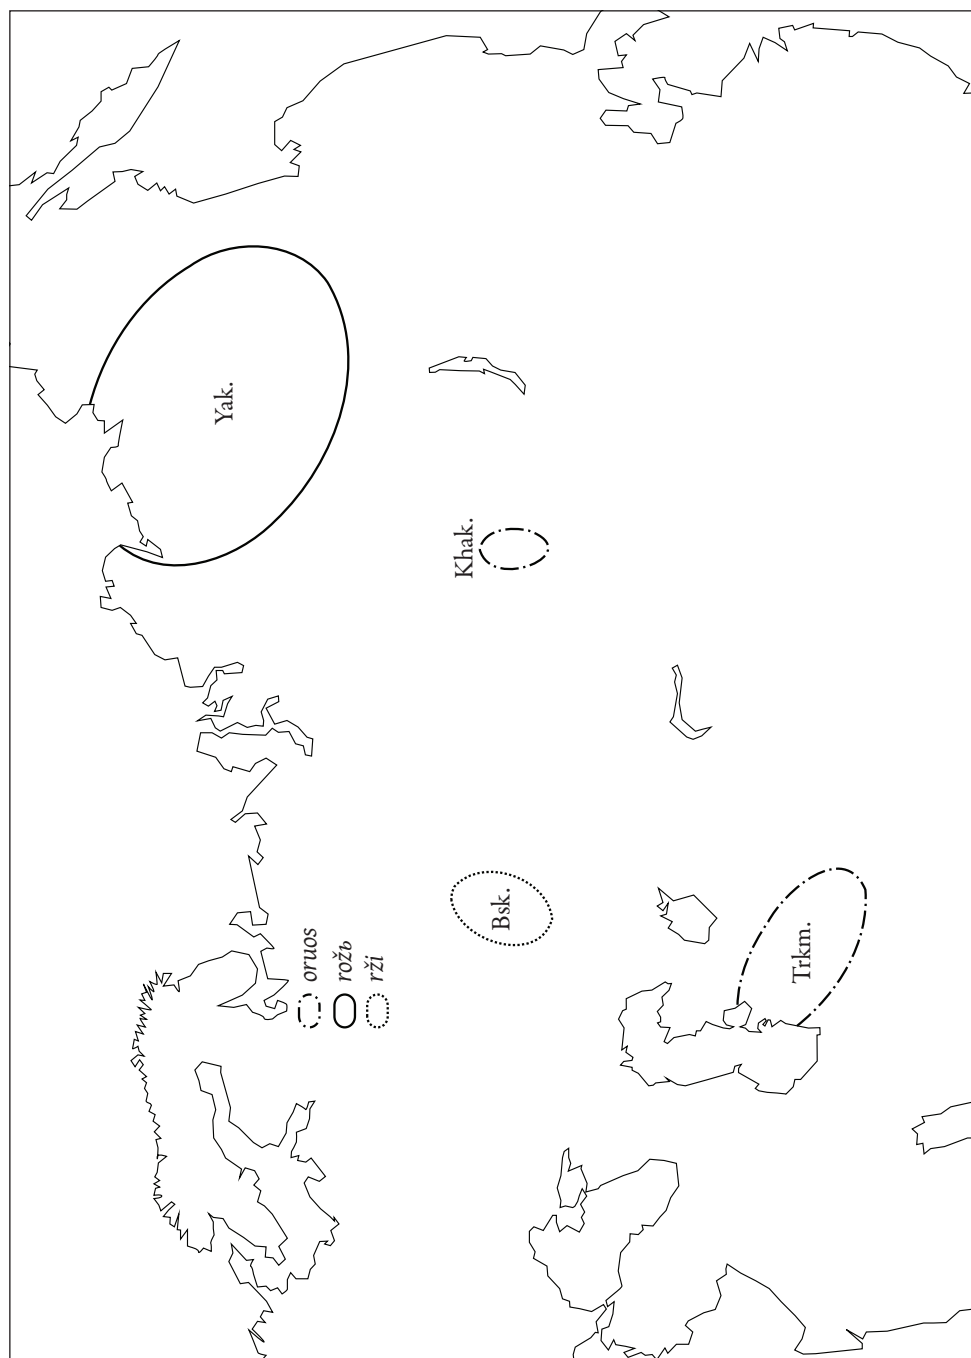 Yak.
Khak.
Bsk.
Trkm.
oruos
rožь
rži